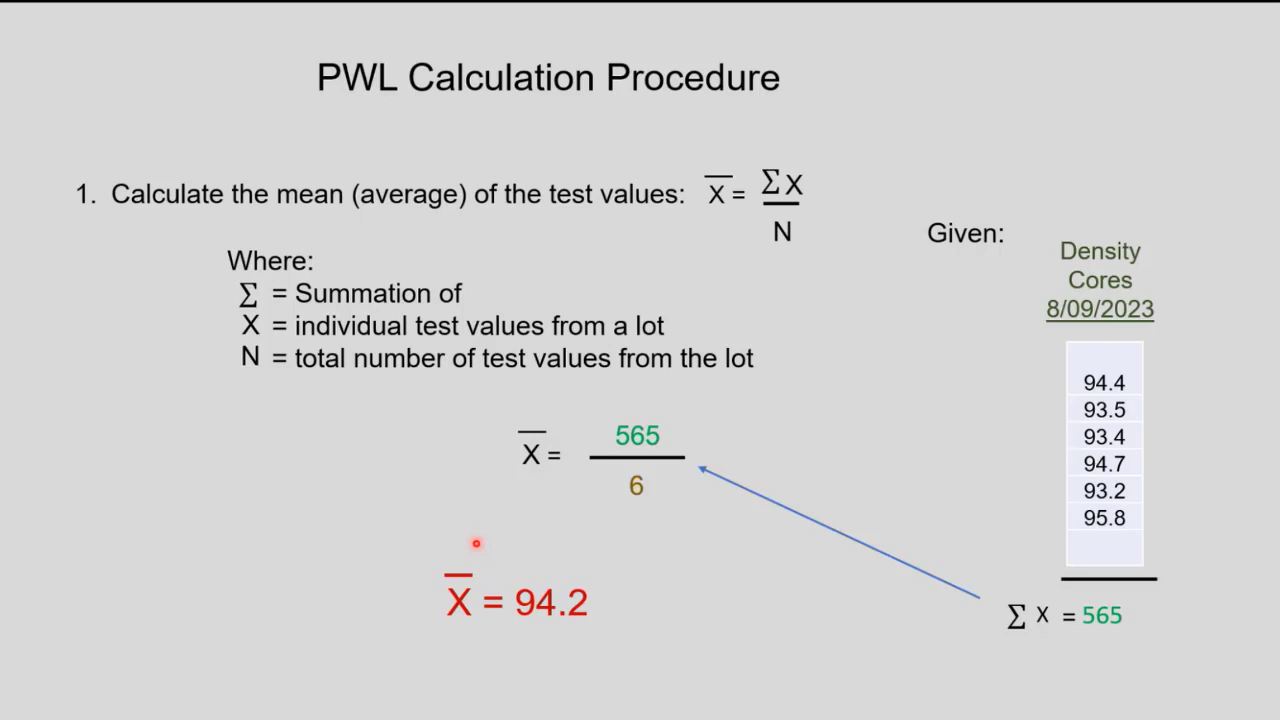 PWL Calculation Procedure
1. Calculate the mean (average) of the test values: X̅ = ∑X / N
Where:
∑ = Summation of
X = individual test values from a lot
N = total number of test values from the lot
X̅ = 565 / 6
X̅ = 94.2
Given:
Density
Cores
8/09/2023
94.4
93.5
93.4
94.7
93.2
95.8
∑ X = 565